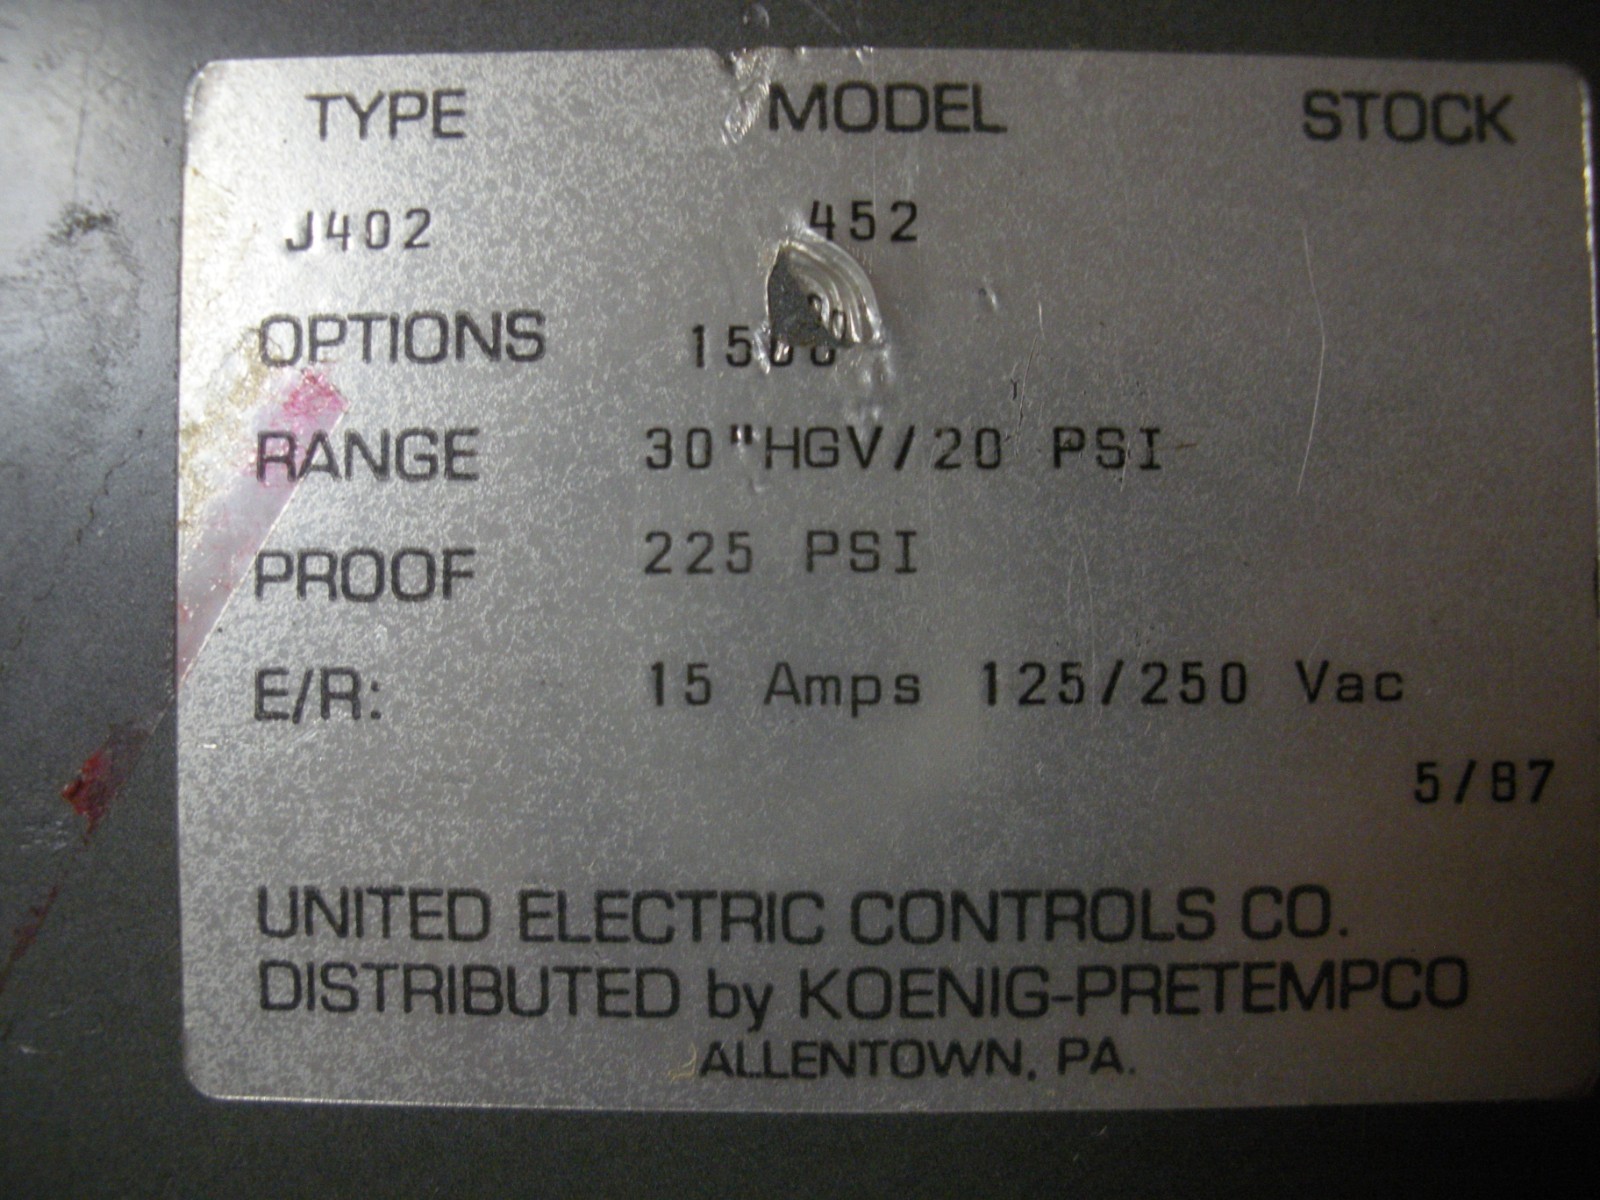 TYPE MODEL STOCK
J402 452
OPTIONS
RANGE 30"HGV/20 PSI
PROOF 225 PSI
E/R: 15 Amps 125/250 Vac
5/87
UNITED ELECTRIC CONTROLS CO.
DISTRIBUTED by KOENIG-PRETEMPCO
ALLENTOWN, PA.